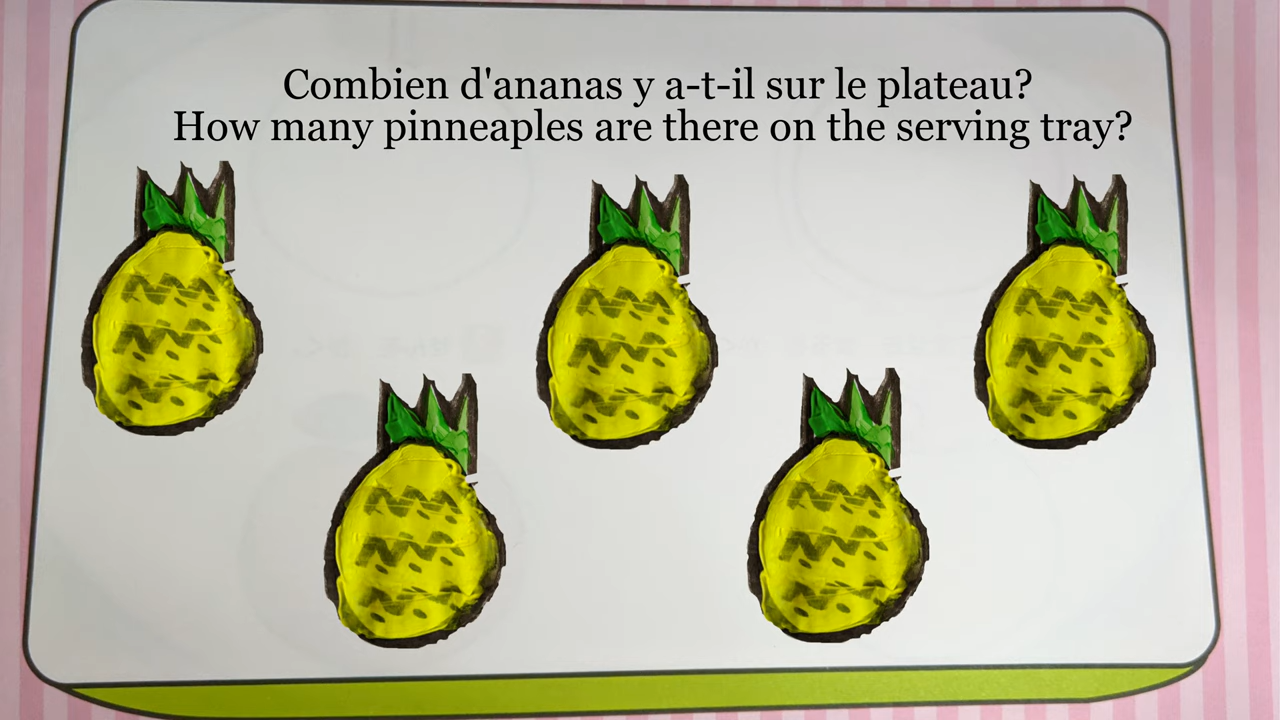 Combien d'ananas y a-t-il sur le plateau?
How many pinneaples are there on the serving tray?